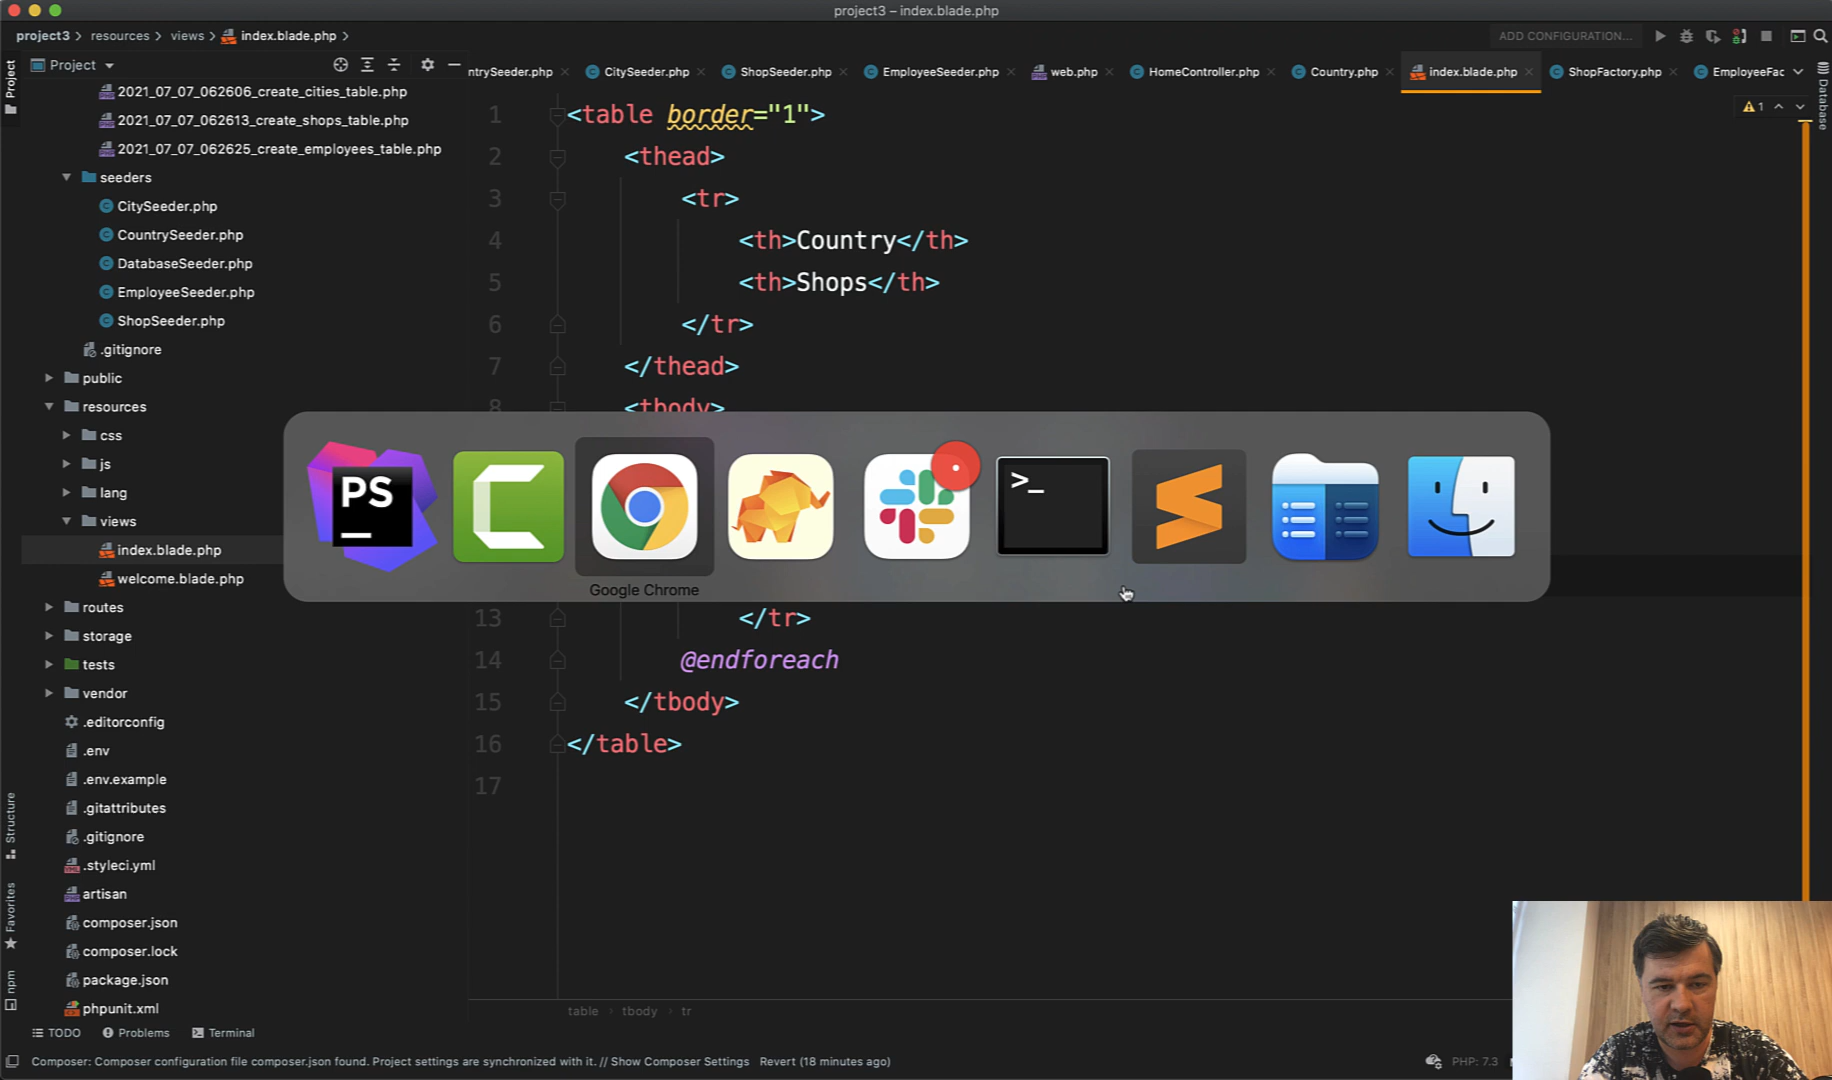 project3 – index.blade.php
project3 resources views index.blade.php
ADD CONFIGURATION...
Project
Project
ntrySeeder.php CitySeeder.php ShopSeeder.php EmployeeSeeder.php web.php HomeController.php Country.php index.blade.php ShopFactory.php EmployeeFac
Database
1
2021_07_07_062606_create_cities_table.php
2021_07_07_062613_create_shops_table.php
2021_07_07_062625_create_employees_table.php
seeders
CitySeeder.php
CountrySeeder.php
DatabaseSeeder.php
EmployeeSeeder.php
ShopSeeder.php
.gitignore
public
resources
css
js
lang
views
index.blade.php
welcome.blade.php
routes
storage
tests
vendor
.editorconfig
.env
.env.example
.gitattributes
.gitignore
.styleci.yml
artisan
composer.json
composer.lock
package.json
phpunit.xml
Structure
Favorites
npm
1 <table border="1">
2 <thead>
3 <tr>
4 <th>Country</th>
5 <th>Shops</th>
6 </tr>
7 </thead>
8 <tbody>
PS
>_
Google Chrome
13 </tr>
14 @endforeach
15 </tbody>
16 </table>
17
table tbody tr
TODO Problems Terminal
Composer: Composer configuration file composer.json found. Project settings are synchronized with it. // Show Composer Settings Revert (18 minutes ago)
PHP: 7.3